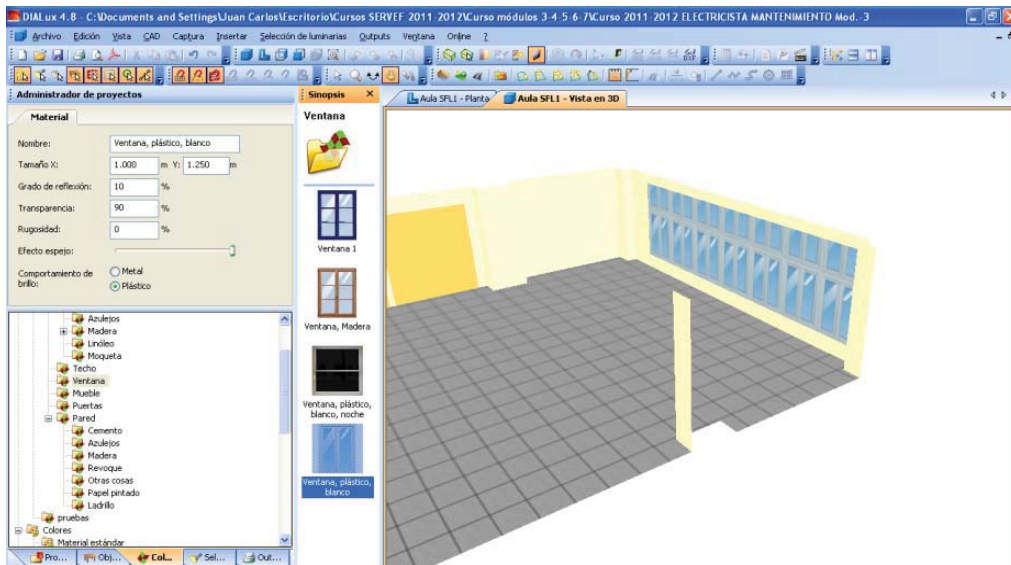 DIALux 4.8 - C:\Documents and Settings\Juan Carlos\Escritorio\Cursos SERVEF 2011-2012\Curso módulos 3-4-5-6-7\Curso 2011-2012 ELECTRICISTA MANTENIMIENTO Mod.-3
Archivo Edición Vista CAD Captura Insertar Selección de luminarias Outputs Ventana Online ?
Administrador de proyectos
Material
Nombre: Ventana, plástico, blanco
Tamaño X: 1.000 m Y: 1.250 m
Grado de reflexión: 10 %
Transparencia: 90 %
Rugosidad: 0 %
Efecto espejo:
Comportamiento de brillo:
Metal
Plástico
Azulejos
Madera
Linóleo
Moqueta
Techo
Ventana
Mueble
Puertas
Pared
Cemento
Azulejos
Madera
Revoque
Otras cosas
Papel pintado
Ladrillo
pruebas
Colores
Material estándar
Pro... Obj... Col... Sel... Out...
Sinopsis X
Ventana
Ventana 1
Ventana, Madera
Ventana, plástico,
blanco, noche
Ventana, plástico,
blanco
Aula SFL1 - Planta Aula SFL1 - Vista en 3D